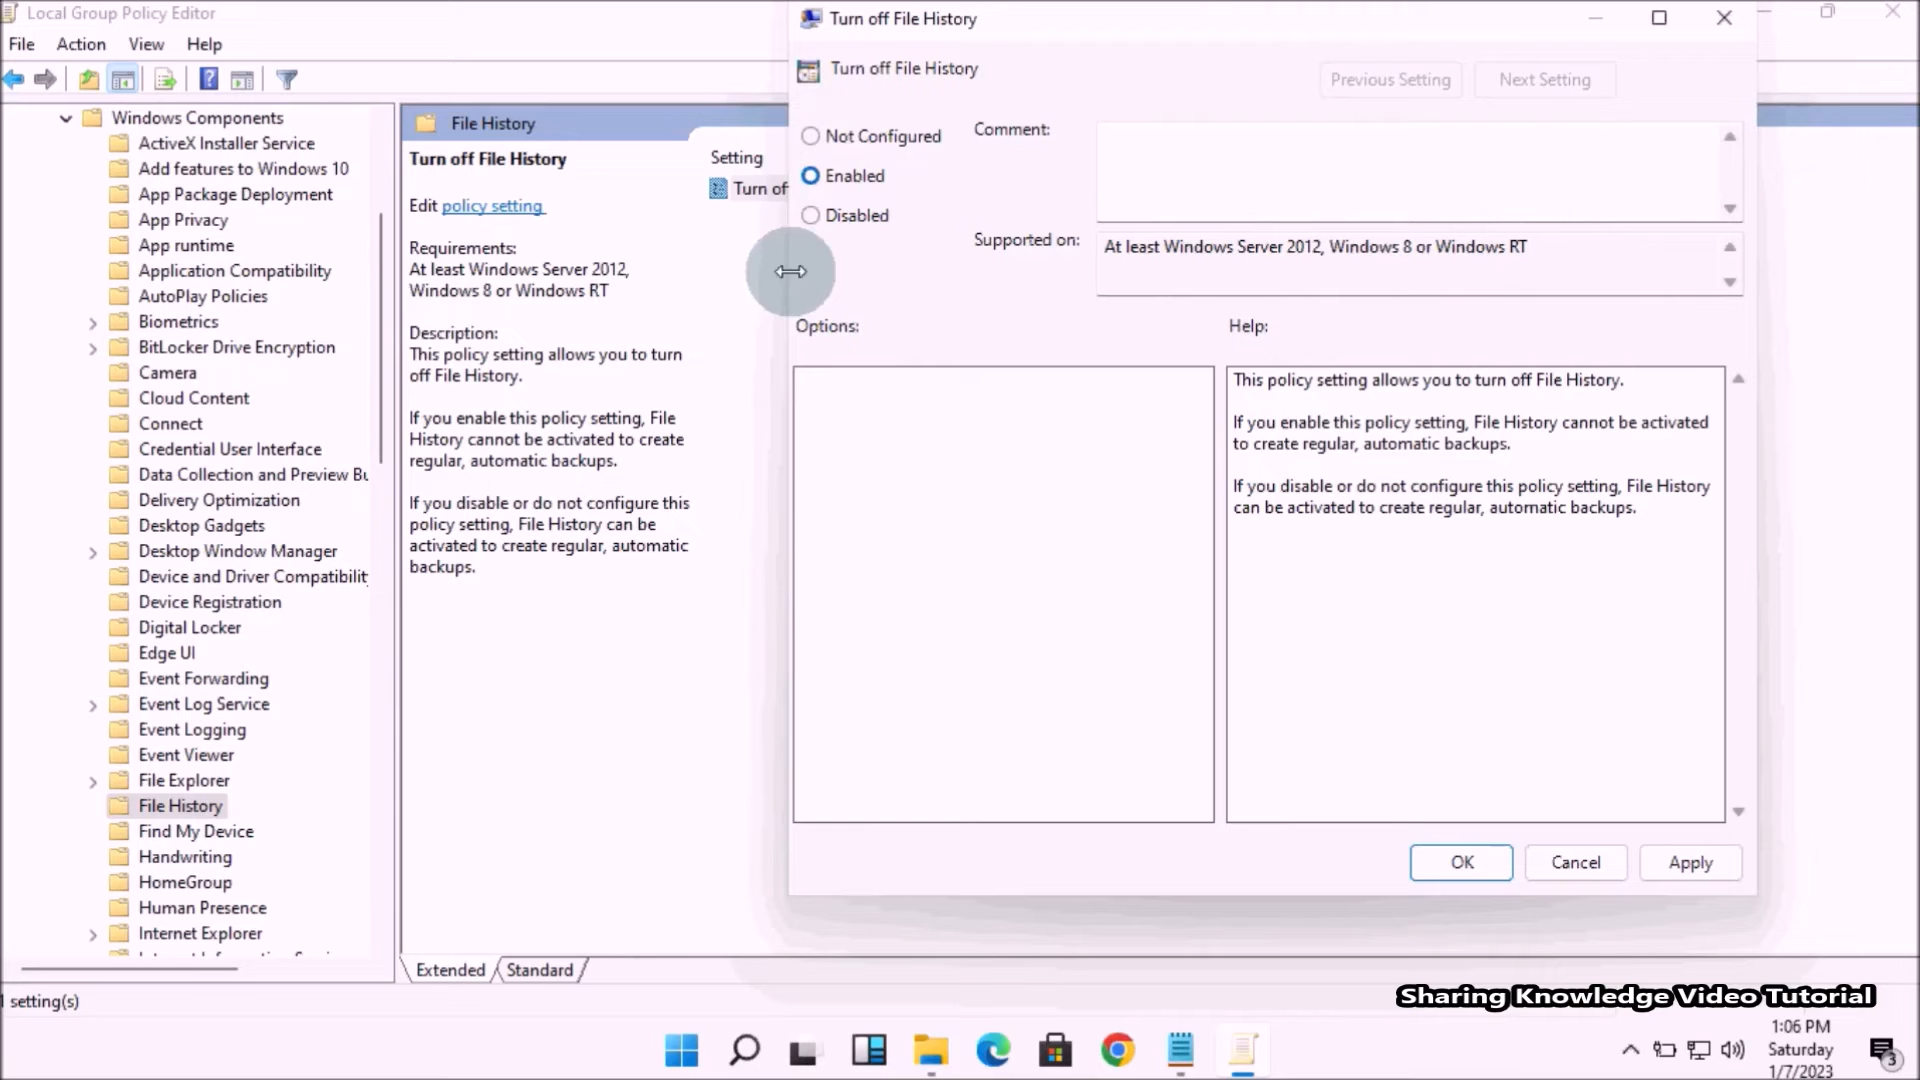 Local Group Policy Editor
File Action View Help
Windows Components
ActiveX Installer Service
Add features to Windows 10
App Package Deployment
App Privacy
App runtime
Application Compatibility
AutoPlay Policies
Biometrics
BitLocker Drive Encryption
Camera
Cloud Content
Connect
Credential User Interface
Data Collection and Preview Bu
Delivery Optimization
Desktop Gadgets
Desktop Window Manager
Device and Driver Compatibility
Device Registration
Digital Locker
Edge UI
Event Forwarding
Event Log Service
Event Logging
Event Viewer
File Explorer
File History
Find My Device
Handwriting
HomeGroup
Human Presence
Internet Explorer
1 setting(s)
File History
Turn off File History
Edit policy setting
Requirements:
At least Windows Server 2012,
Windows 8 or Windows RT
Description:
This policy setting allows you to turn
off File History.
If you enable this policy setting, File
History cannot be activated to create
regular, automatic backups.
If you disable or do not configure this
policy setting, File History can be
activated to create regular, automatic
backups.
Setting
Turn of
Extended Standard
Turn off File History
Turn off File History
Previous Setting Next Setting
Not Configured
Enabled
Disabled
Comment:
Supported on:
At least Windows Server 2012, Windows 8 or Windows RT
Options:
Help:
This policy setting allows you to turn off File History.
If you enable this policy setting, File History cannot be activated
to create regular, automatic backups.
If you disable or do not configure this policy setting, File History
can be activated to create regular, automatic backups.
OK Cancel Apply
Sharing Knowledge Video Tutorial
1:06 PM
Saturday
1/7/2023
3